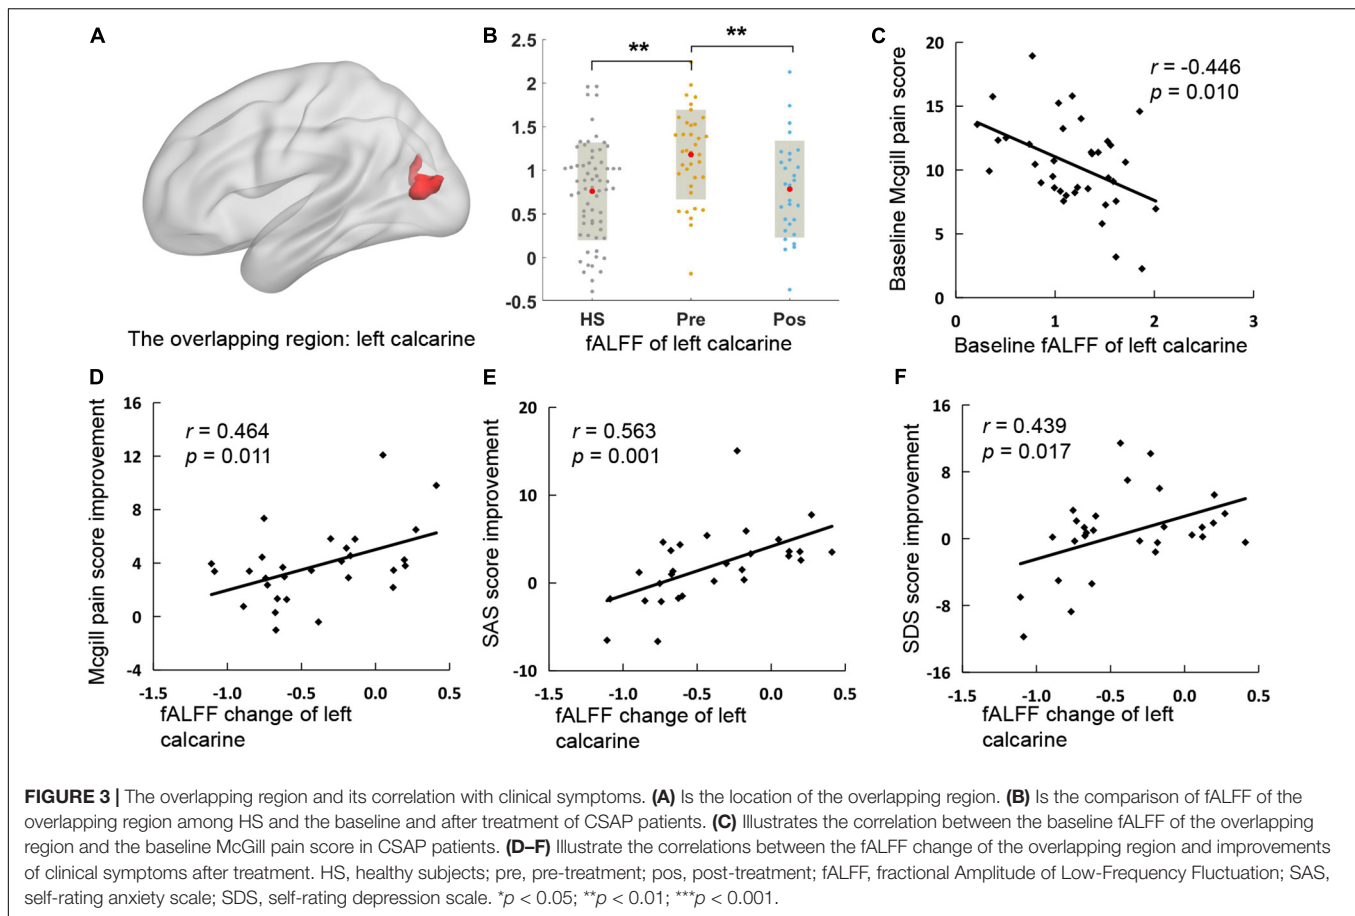 A
The overlapping region: left calcarine
B
2.5
2
1.5
1
0.5
0
-0.5
**
**
HS Pre Pos
fALFF of left calcarine
C
Baseline Mcgill pain score
20
15
10
5
0
r = -0.446
p = 0.010
0 1 2 3
Baseline fALFF of left calcarine
D
Mcgill pain score improvement
16
12
8
4
0
-4
r = 0.464
p = 0.011
-1.5 -1.0 -0.5 0.0 0.5
fALFF change of left
calcarine
E
SAS score improvement
20
10
0
-10
r = 0.563
p = 0.001
-1.5 -1.0 -0.5 0.0 0.5
fALFF change of left
calcarine
F
SDS score improvement
16
8
0
-8
-16
r = 0.439
p = 0.017
-1.5 -1.0 -0.5 0.0 0.5
fALFF change of left
calcarine
FIGURE 3 | The overlapping region and its correlation with clinical symptoms. (A) Is the location of the overlapping region. (B) Is the comparison of fALFF of the
overlapping region among HS and the baseline and after treatment of CSAP patients. (C) Illustrates the correlation between the baseline fALFF of the overlapping
region and the baseline McGill pain score in CSAP patients. (D–F) Illustrate the correlations between the fALFF change of the overlapping region and improvements
of clinical symptoms after treatment. HS, healthy subjects; pre, pre-treatment; pos, post-treatment; fALFF, fractional Amplitude of Low-Frequency Fluctuation; SAS,
self-rating anxiety scale; SDS, self-rating depression scale. *p < 0.05; **p < 0.01; ***p < 0.001.